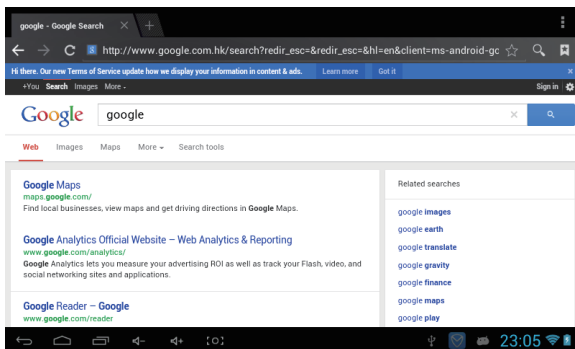 google - Google Search
http://www.google.com.hk/search?redir_esc=&redir_esc=&hl=en&client=ms-android-gc
Hi there. Our new Terms of Service update how we display your information in content & ads. Learn more Got it
+You Search Images More
Sign in
Google google
Web Images Maps More Search tools
Google Maps
maps.google.com/
Find local businesses, view maps and get driving directions in Google Maps.
Google Analytics Official Website – Web Analytics & Reporting
www.google.com/analytics/
Google Analytics lets you measure your advertising ROI as well as track your Flash, video, and
social networking sites and applications.
Google Reader – Google
www.google.com/reader
Related searches
google images
google earth
google translate
google gravity
google finance
google maps
google play
23:05